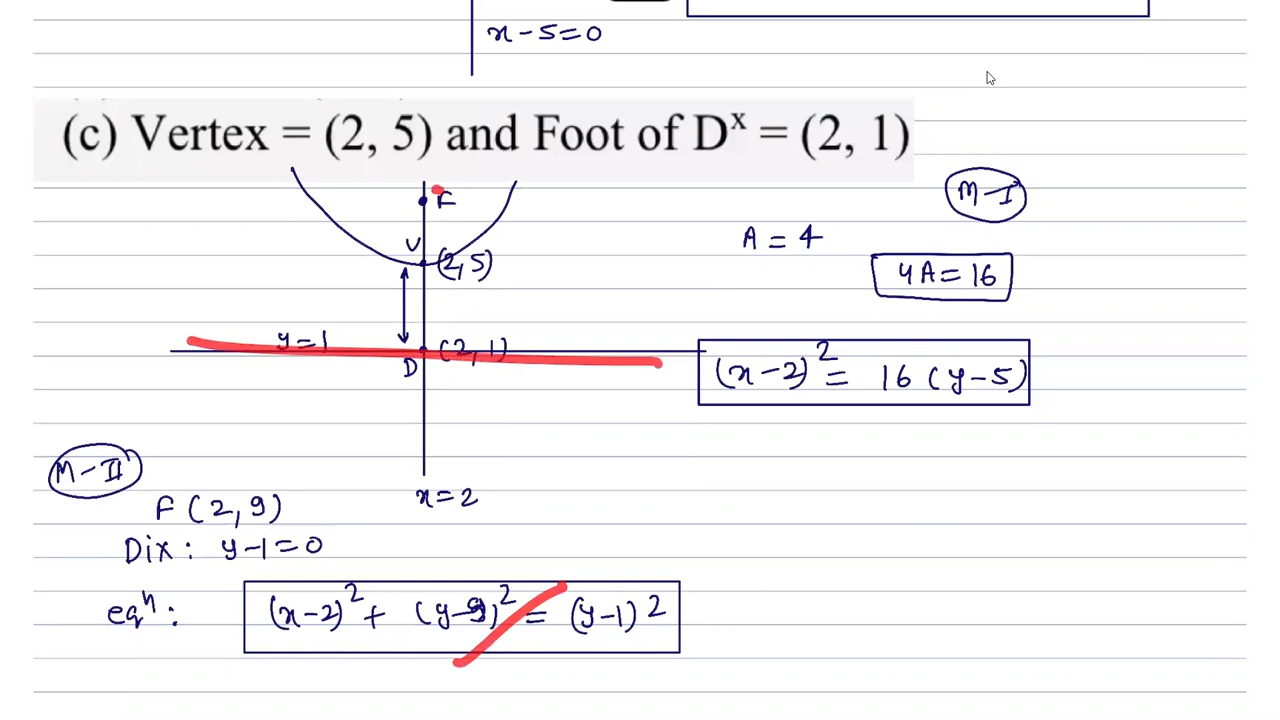 x-5=0
(c) Vertex = (2, 5) and Foot of Dˣ = (2, 1)
M-I
F
A = 4
V
(2,5)
4A=16
y=1
(2,1)
D
(x-2)² = 16 (y-5)
M-II
x=2
F (2,9)
Dix: y-1=0
eqⁿ: (x-2)² + (y-9)² = (y-1)²